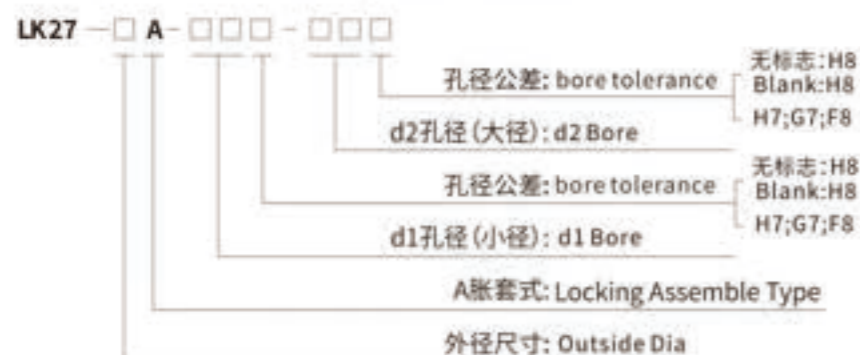 LK27 — □ A - □□□ - □□□
无标志:H8
孔径公差: bore tolerance
Blank:H8
H7;G7;F8
d2孔径(大径): d2 Bore
无标志:H8
孔径公差: bore tolerance
Blank:H8
H7;G7;F8
d1孔径(小径): d1 Bore
A胀套式: Locking Assemble Type
外径尺寸: Outside Dia